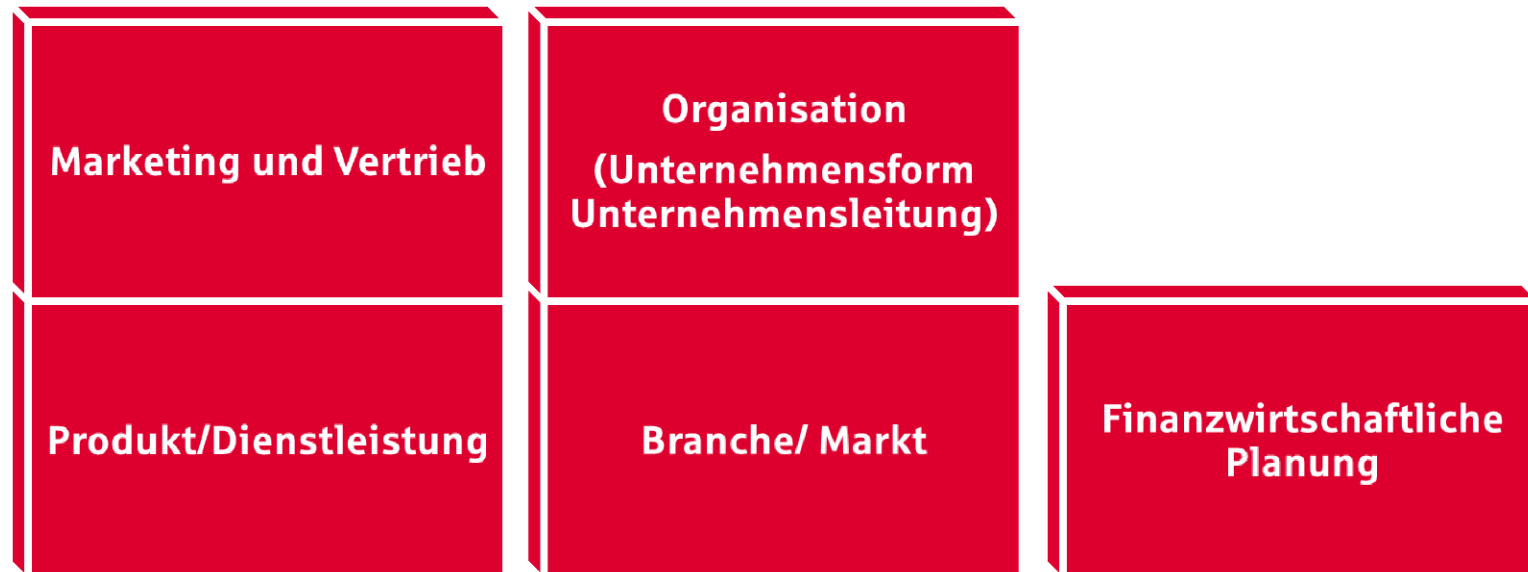 Marketing und Vertrieb
Organisation
(Unternehmensform
Unternehmensleitung)
Produkt/Dienstleistung
Branche/ Markt
Finanzwirtschaftliche
Planung